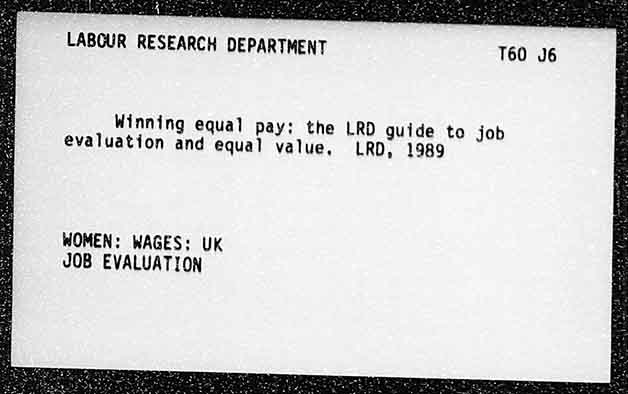 LABOUR RESEARCH DEPARTMENT
T60 J6
Winning equal pay: the LRD guide to job
evaluation and equal value. LRD, 1989
WOMEN: WAGES: UK
JOB EVALUATION